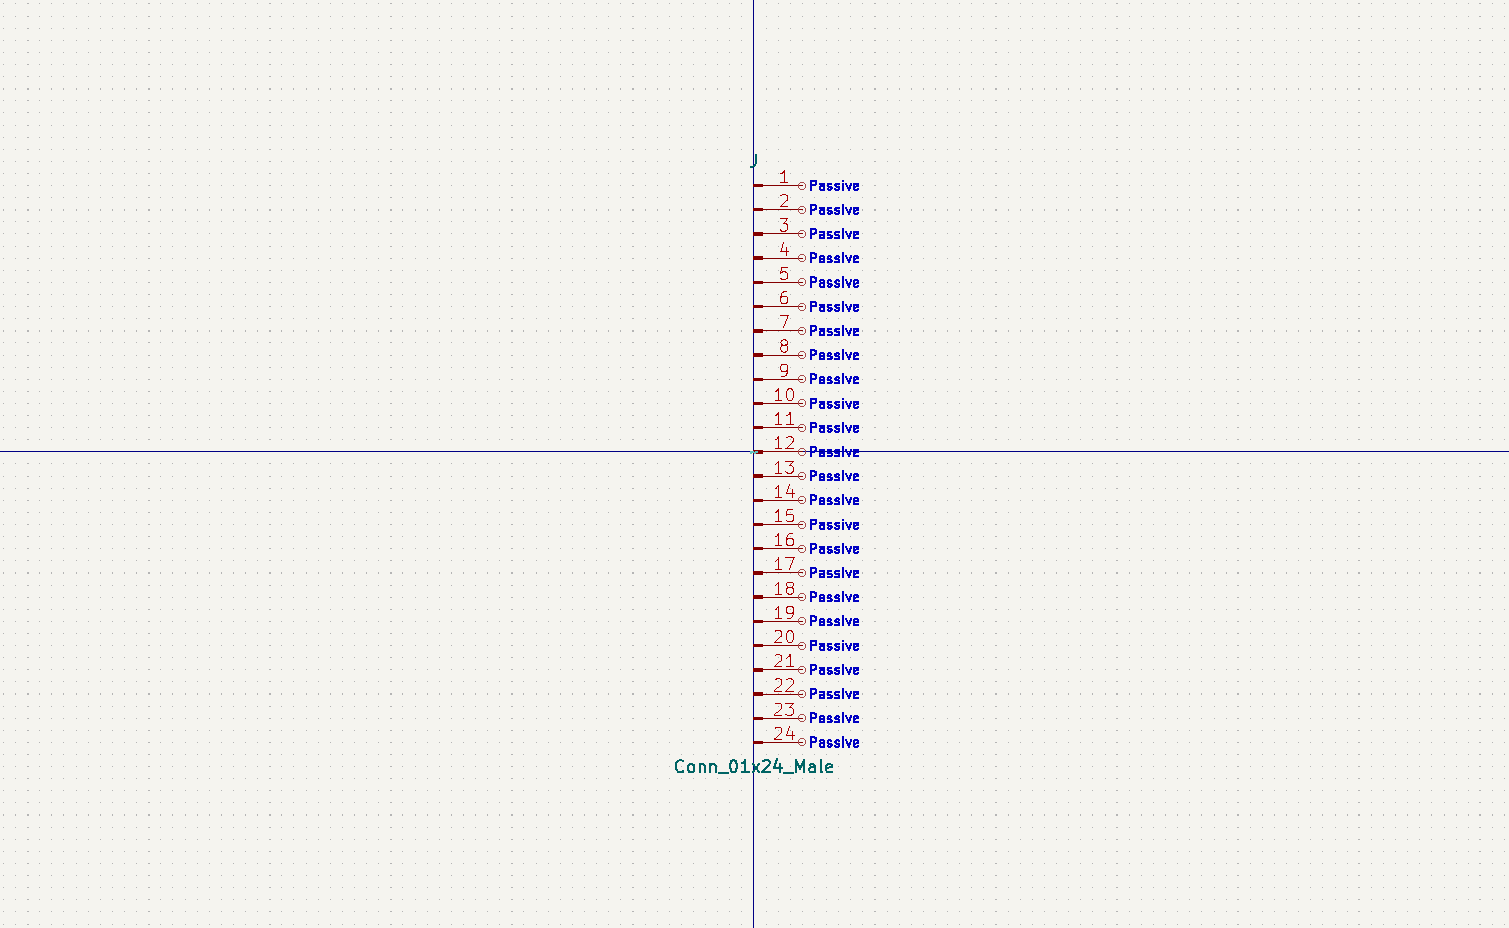 J
1 Passive
2 Passive
3 Passive
4 Passive
5 Passive
6 Passive
7 Passive
8 Passive
9 Passive
10 Passive
11 Passive
12 Passive
13 Passive
14 Passive
15 Passive
16 Passive
17 Passive
18 Passive
19 Passive
20 Passive
21 Passive
22 Passive
23 Passive
24 Passive
Conn_01x24_Male